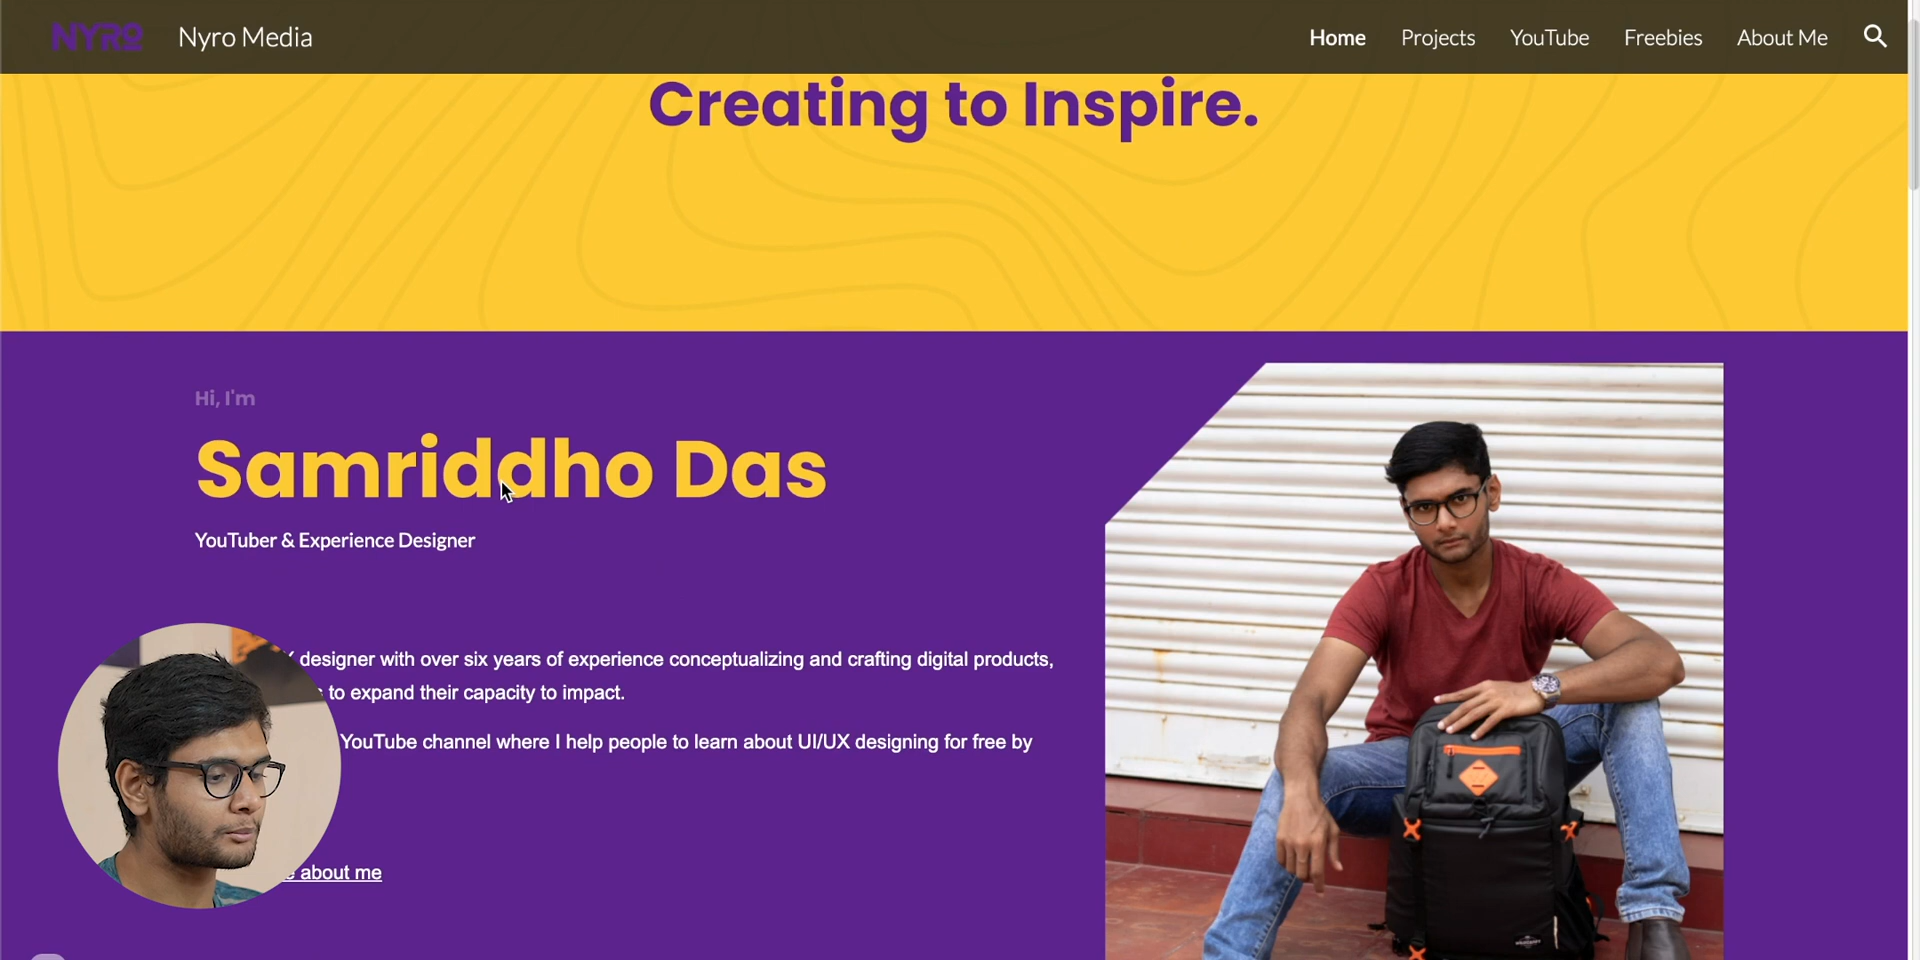 NYRO
Nyro Media
Home
Projects
YouTube
Freebies
About Me
Creating to Inspire.
Hi, I'm
Samriddho Das
YouTuber & Experience Designer
designer with over six years of experience conceptualizing and crafting digital products,
to expand their capacity to impact.
YouTube channel where I help people to learn about UI/UX designing for free by
about me